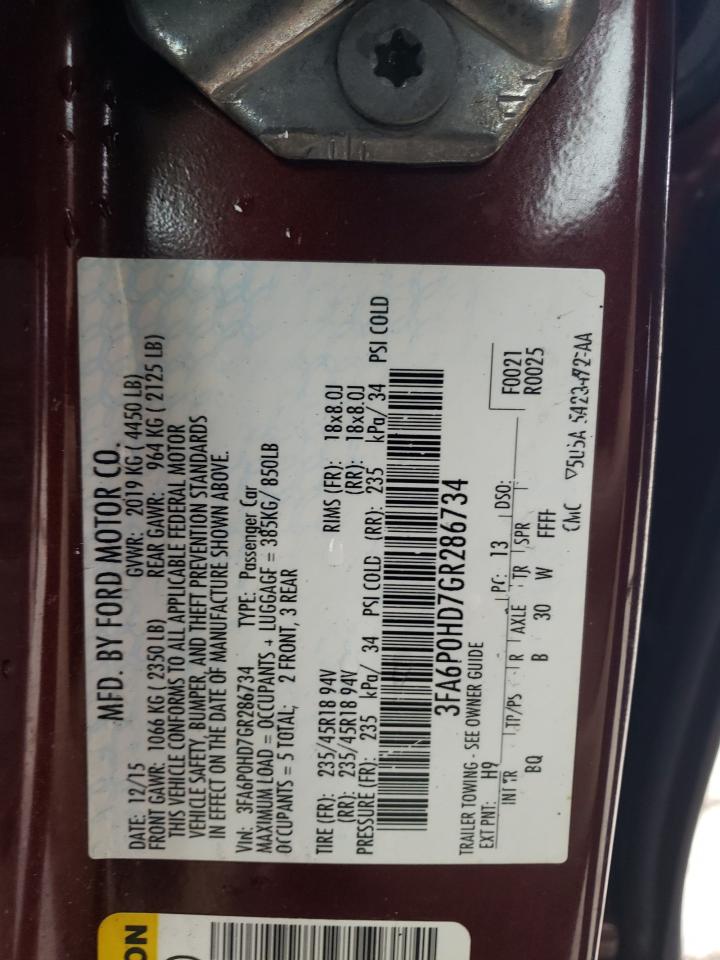 MFD. BY FORD MOTOR CO.
DATE: 12/15 GVWR: 2019 KG ( 4450 LB)
FRONT GAWR: 1066 KG ( 2350 LB) REAR GAWR: 964 KG ( 2125 LB)
THIS VEHICLE CONFORMS TO ALL APPLICABLE FEDERAL MOTOR
VEHICLE SAFETY, BUMPER, AND THEFT PREVENTION STANDARDS
IN EFFECT ON THE DATE OF MANUFACTURE SHOWN ABOVE.
VIN: 3FA6P0HD7GR286734 TYPE: Passenger Car
MAXIMUM LOAD = OCCUPANTS + LUGGAGE = 385KG/ 850LB
OCCUPANTS = 5 TOTAL; 2 FRONT, 3 REAR
TIRE (FR): 235/45R18 94V RIMS (FR): 18x8.0J
(RR): 235/45R18 94V (RR): 18x8.0J
PRESSURE (FR): 235 kPa/ 34 PSI COLD (RR): 235 kPa/ 34 PSI COLD
3FA6P0HD7GR286734
TRAILER TOWING - SEE OWNER GUIDE
EXT PNT: H9 PC: T3 DSO: F0021
R0025
INT TR TP/PS R AXLE TR SPR
BQ B 30 W FFFF
CMC ▽5U5A 5423472-AA
ON